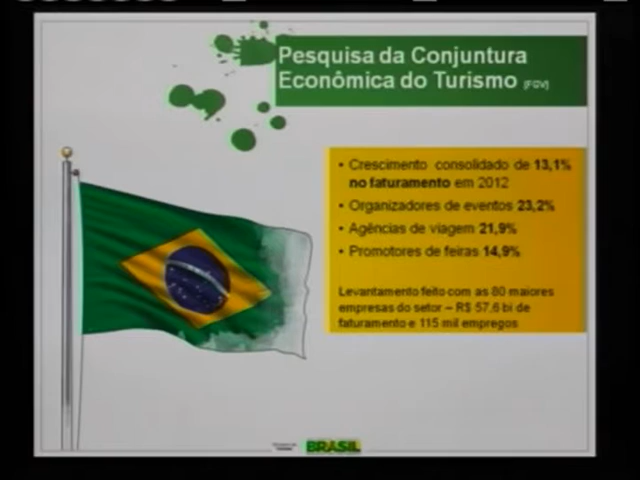 Pesquisa da Conjuntura
Econômica do Turismo (FGV)
• Crescimento consolidado de 13,1%
no faturamento em 2012
• Organizadores de eventos 23,2%
• Agências de viagem 21,9%
• Promotores de feiras 14,9%
Levantamento feito com as 80 maiores
empresas do setor – R$ 57,6 bi de
faturamento e 115 mil empregos
BRASIL